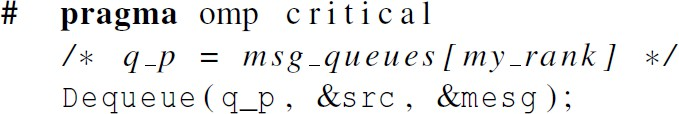 # pragma omp critical
/* q_p = msg_queues[my_rank] */
Dequeue(q_p, &src, &mesg);